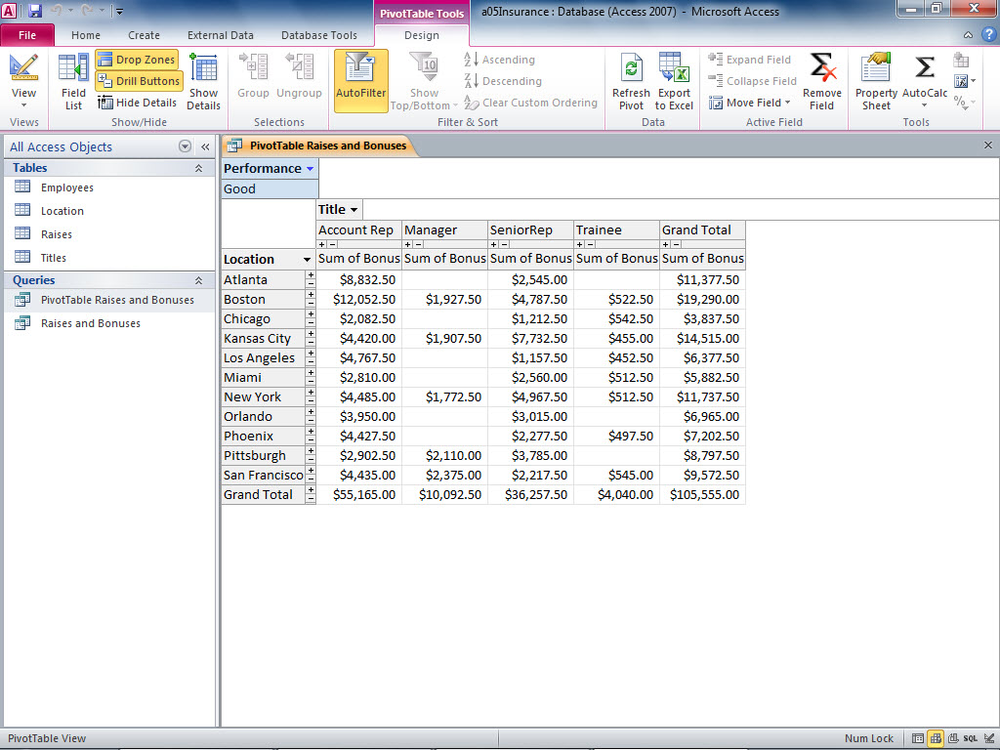 PivotTable Tools
a05Insurance : Database (Access 2007) - Microsoft Access
File Home Create External Data Database Tools Design
View
Views
Field List
Drop Zones
Drill Buttons
Hide Details
Show Details
Show/Hide
Group
Ungroup
Selections
AutoFilter
Show Top/Bottom
Ascending
Descending
Clear Custom Ordering
Filter & Sort
Refresh Pivot
Export to Excel
Data
Expand Field
Collapse Field
Move Field
Remove Field
Active Field
Property Sheet
AutoCalc
Tools
All Access Objects
Tables
Employees
Location
Raises
Titles
Queries
PivotTable Raises and Bonuses
Raises and Bonuses
PivotTable Raises and Bonuses
Performance
Good
Title
Account Rep Manager SeniorRep Trainee Grand Total
Location Sum of Bonus Sum of Bonus Sum of Bonus Sum of Bonus Sum of Bonus
Atlanta $8,832.50 $2,545.00 $11,377.50
Boston $12,052.50 $1,927.50 $4,787.50 $522.50 $19,290.00
Chicago $2,082.50 $1,212.50 $542.50 $3,837.50
Kansas City $4,420.00 $1,907.50 $7,732.50 $455.00 $14,515.00
Los Angeles $4,767.50 $1,157.50 $452.50 $6,377.50
Miami $2,810.00 $2,560.00 $512.50 $5,882.50
New York $4,485.00 $1,772.50 $4,967.50 $512.50 $11,737.50
Orlando $3,950.00 $3,015.00 $6,965.00
Phoenix $4,427.50 $2,277.50 $497.50 $7,202.50
Pittsburgh $2,902.50 $2,110.00 $3,785.00 $8,797.50
San Francisco $4,435.00 $2,375.00 $2,217.50 $545.00 $9,572.50
Grand Total $55,165.00 $10,092.50 $36,257.50 $4,040.00 $105,555.00
PivotTable View
Num Lock
SQL